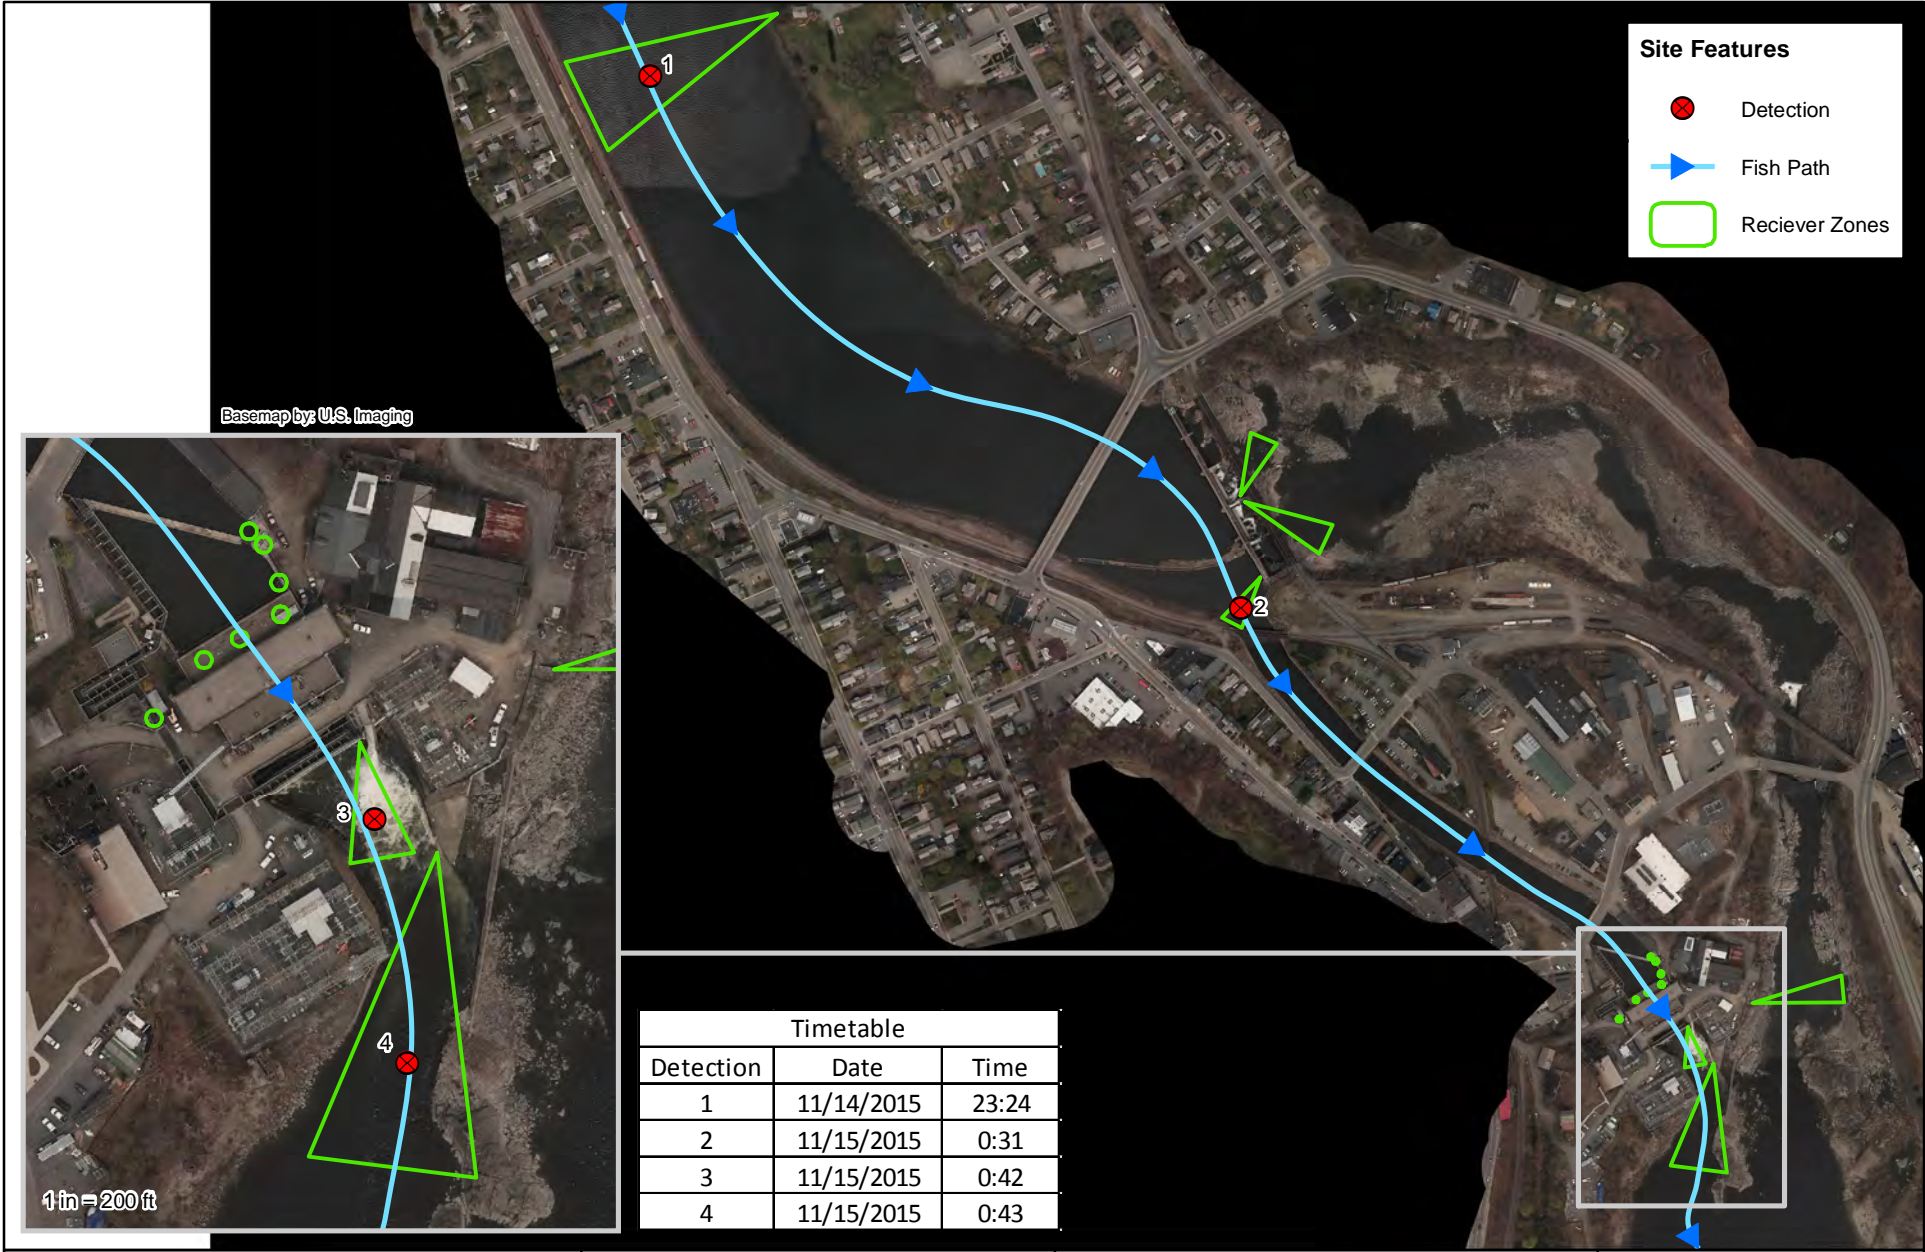 Site Features
Detection
Fish Path
Reciever Zones
1
2
Basemap by: U.S. Imaging
3
4
1 in = 200 ft
Timetable
Detection Date Time
1 11/14/2015 23:24
2 11/15/2015 0:31
3 11/15/2015 0:42
4 11/15/2015 0:43